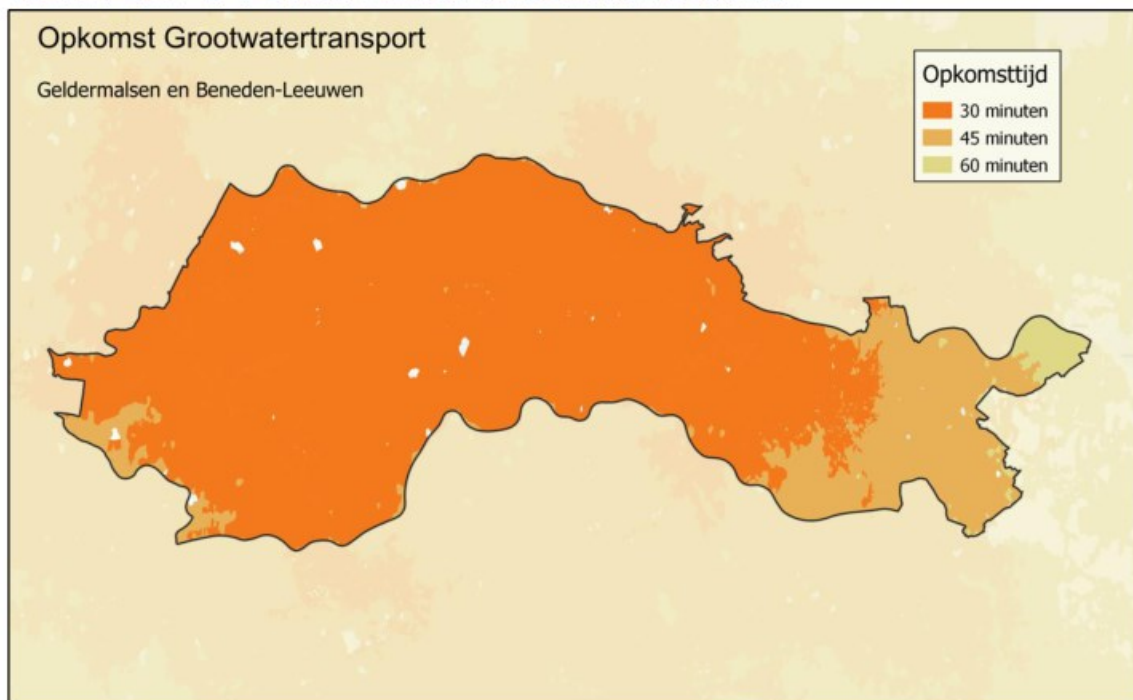 Opkomst Grootwatertransport
Geldermalsen en Beneden-Leeuwen
Opkomsttijd
30 minuten
45 minuten
60 minuten